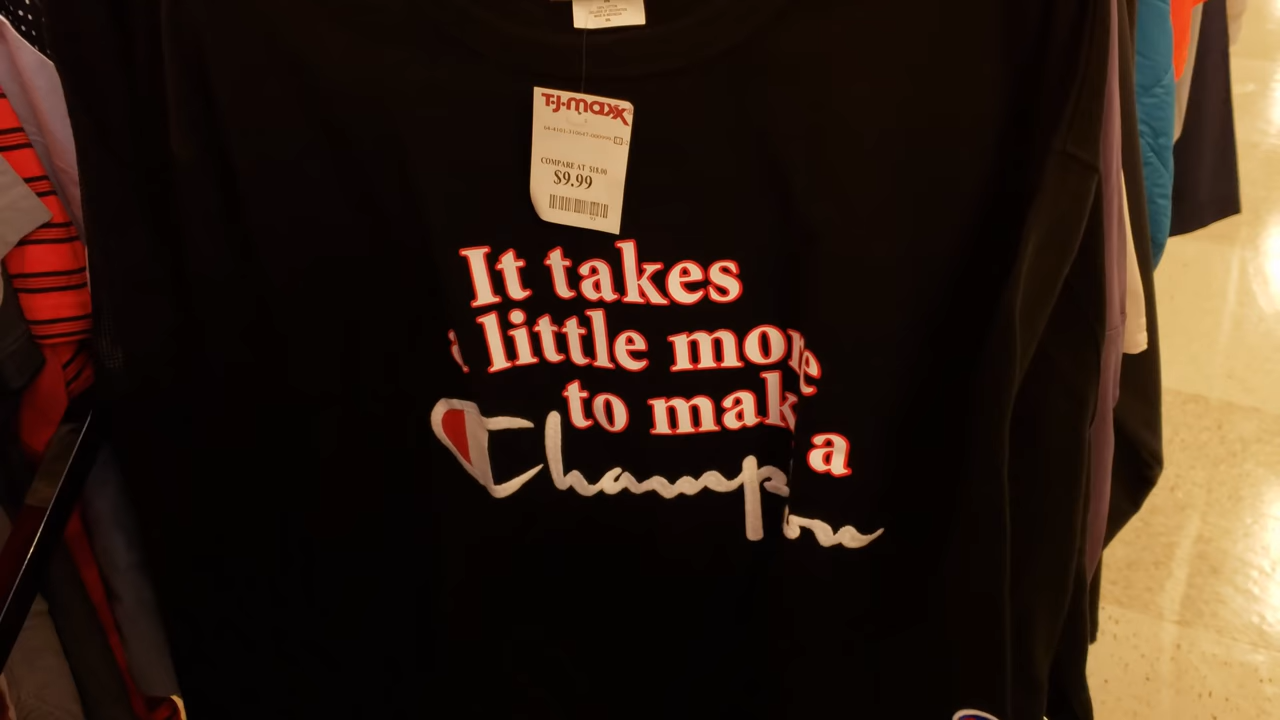 T·J·maxx
COMPARE AT $18.00
$9.99
It takes
a little more
to mak
a
Champion